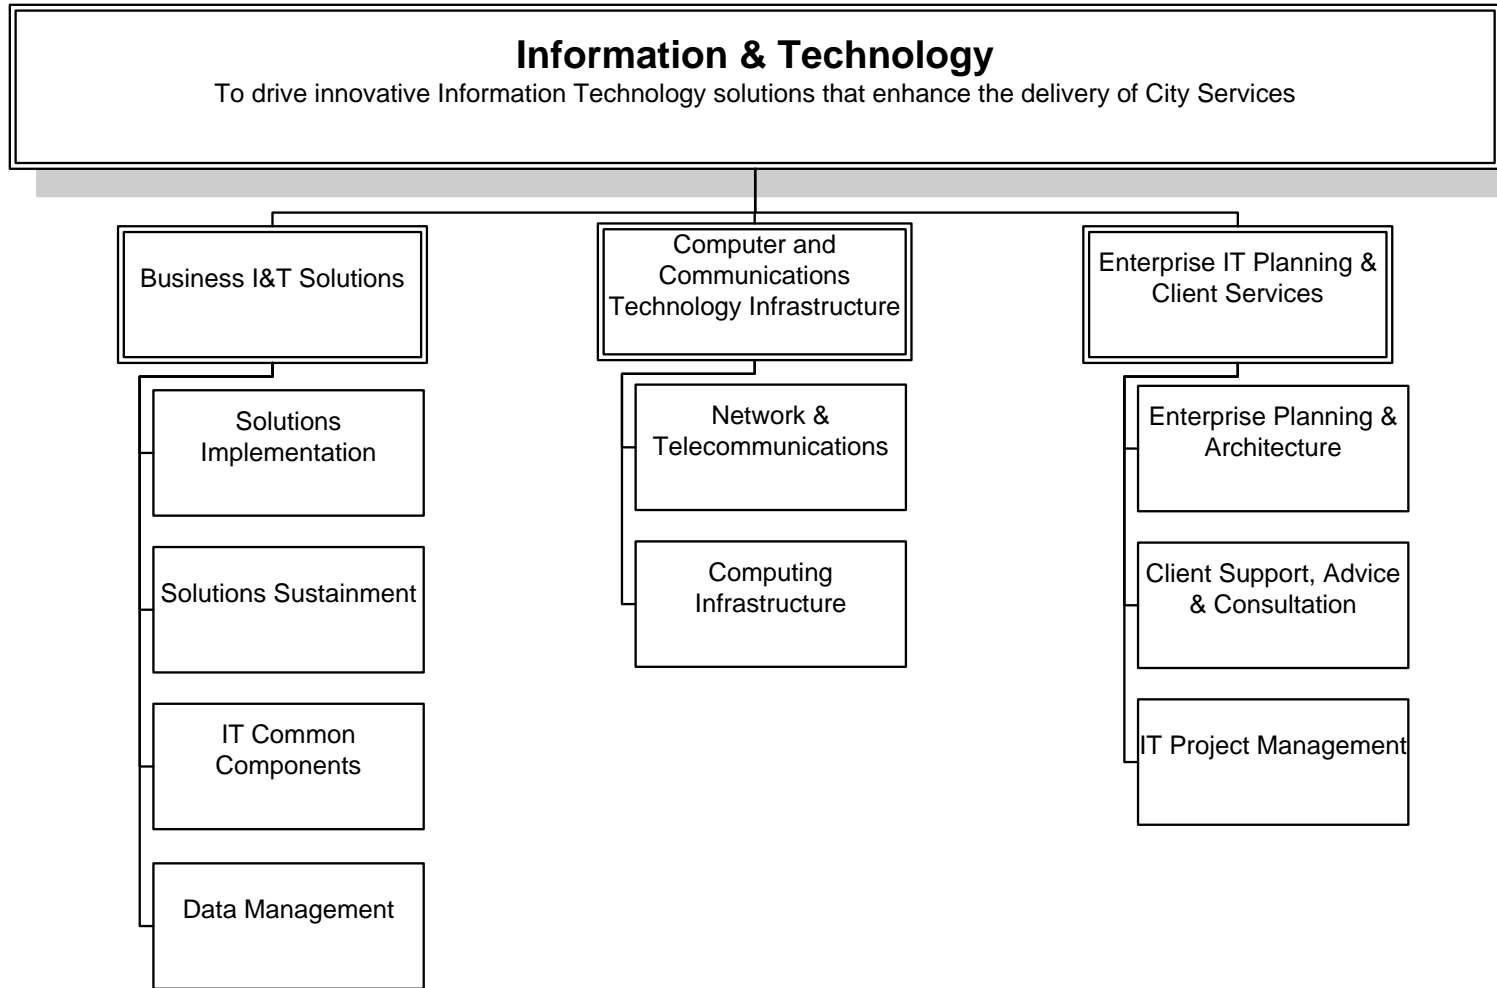 Information & Technology
To drive innovative Information Technology solutions that enhance the delivery of City Services
Business I&T Solutions
Solutions
Implementation
Solutions Sustainment
IT Common
Components
Data Management
Computer and
Communications
Technology Infrastructure
Network &
Telecommunications
Computing
Infrastructure
Enterprise IT Planning &
Client Services
Enterprise Planning &
Architecture
Client Support, Advice
& Consultation
IT Project Management